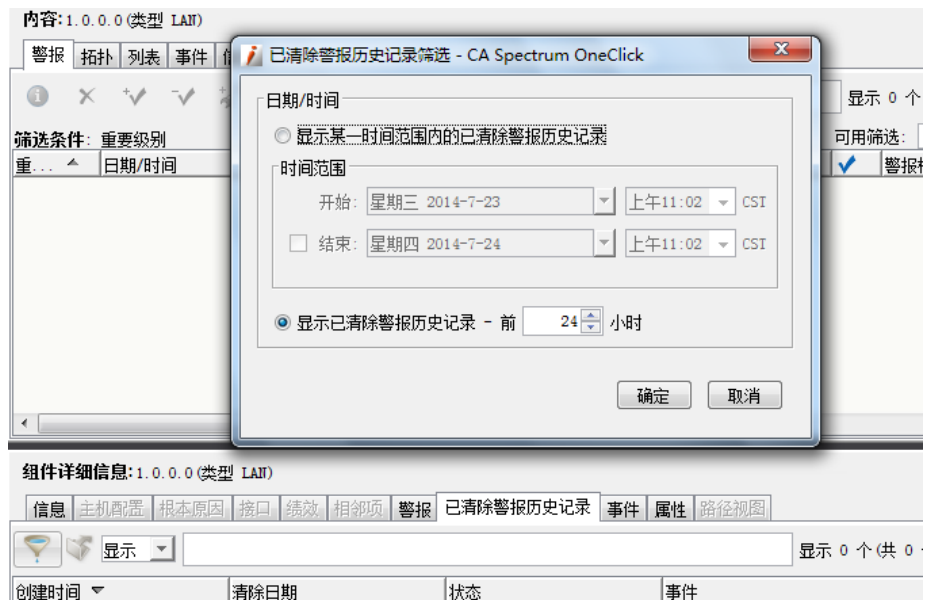 内容:1.0.0.0(类型 LAN)
警报 拓扑 列表 事件
已清除警报历史记录筛选 - CA Spectrum OneClick
日期/时间
显示 0 个
显示某一时间范围内的已清除警报历史记录
筛选条件: 重要级别
可用筛选:
重... 日期/时间
时间范围
开始: 星期三 2014-7-23 上午11:02 CST
结束: 星期四 2014-7-24 上午11:02 CST
显示已清除警报历史记录 - 前 24 小时
确定 取消
组件详细信息:1.0.0.0(类型 LAN)
信息 主机配置 根本原因 接口 绩效 相邻项 警报 已清除警报历史记录 事件 属性 路径视图
显示
显示 0 个(共 0
创建时间 清除日期 状态 事件